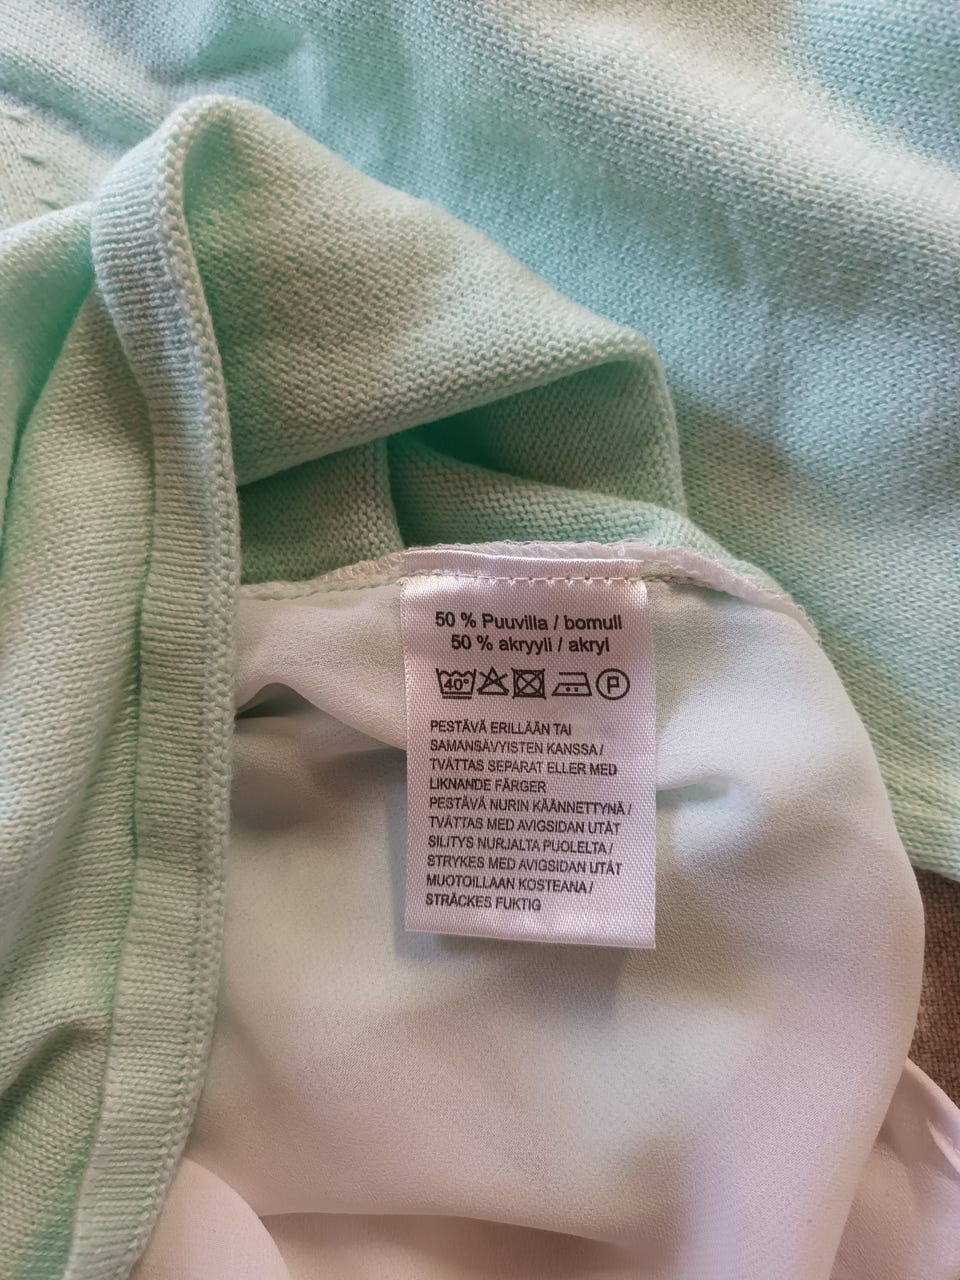 50 % Puuvilla / bomull
50 % akryyli / akryl
40° P
PESTÄVÄ ERILLÄÄN TAI
SAMANSÄVYISTEN KANSSA /
TVÄTTAS SEPARAT ELLER MED
LIKNANDE FÄRGER
PESTÄVÄ NURIN KÄÄNNETTYNÄ /
TVÄTTAS MED AVIGSIDAN UTÅT
SILITYS NURJALTA PUOLELTA /
STRYKES MED AVIGSIDAN UTÅT
MUOTOILLAAN KOSTEANA /
STRÄCKES FUKTIG